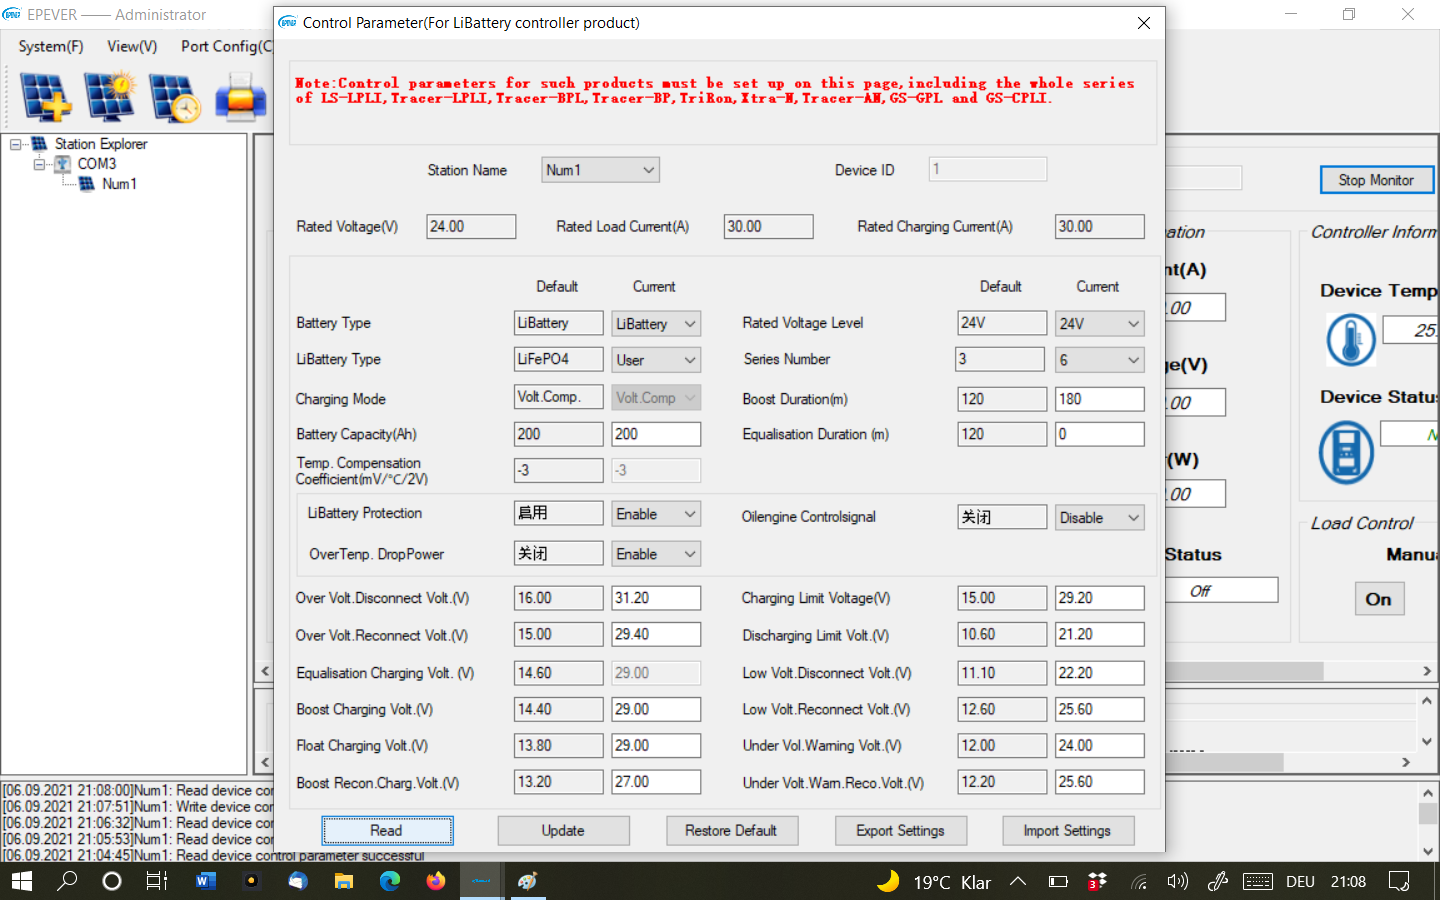 EPEVER —— Administrator
Control Parameter(For LiBattery controller product)
System(F) View(V) Port Config(C
Note:Control parameters for such products must be set up on this page,including the whole series
of LS-LPLI,Tracer-LPLI,Tracer-BPL,Tracer-BP,TriRon,Xtra-N,Tracer-AN,GS-GPL and GS-CPLI.
Station Explorer
COM3
Num1
Station Name Num1 Device ID 1
Stop Monitor
Rated Voltage(V) 24.00 Rated Load Current(A) 30.00 Rated Charging Current(A) 30.00
ation Controller Inform
Default Current Default Current
nt(A) Device Temp
Battery Type LiBattery LiBattery Rated Voltage Level 24V 24V
.00 25.
LiBattery Type LiFePO4 User Series Number 3 6
ge(V)
Charging Mode Volt.Comp. Volt.Comp Boost Duration(m) 120 180
.00 Device Status
Battery Capacity(Ah) 200 200 Equalisation Duration (m) 120 0
(W)
Temp. Compensation
Coefficient(mV/°C/2V) -3 -3
.00
LiBattery Protection 启用 Enable Oilengine Controlsignal 关闭 Disable
Load Control
OverTenp. DropPower 关闭 Enable
Status Manu
Over Volt.Disconnect Volt.(V) 16.00 31.20 Charging Limit Voltage(V) 15.00 29.20
Off On
Over Volt.Reconnect Volt.(V) 15.00 29.40 Discharging Limit Volt.(V) 10.60 21.20
Equalisation Charging Volt. (V) 14.60 29.00 Low Volt.Disconnect Volt.(V) 11.10 22.20
Boost Charging Volt.(V) 14.40 29.00 Low Volt.Reconnect Volt.(V) 12.60 25.60
Float Charging Volt.(V) 13.80 29.00 Under Vol.Warning Volt.(V) 12.00 24.00
Boost Recon.Charg.Volt.(V) 13.20 27.00 Under Volt.Warn.Reco.Volt.(V) 12.20 25.60
Read Update Restore Default Export Settings Import Settings
[06.09.2021 21:08:00]Num1: Read device con
[06.09.2021 21:07:51]Num1: Write device con
[06.09.2021 21:06:32]Num1: Read device con
[06.09.2021 21:05:53]Num1: Read device con
[06.09.2021 21:04:45]Num1: Read device control parameter successful
19°C Klar DEU 21:08